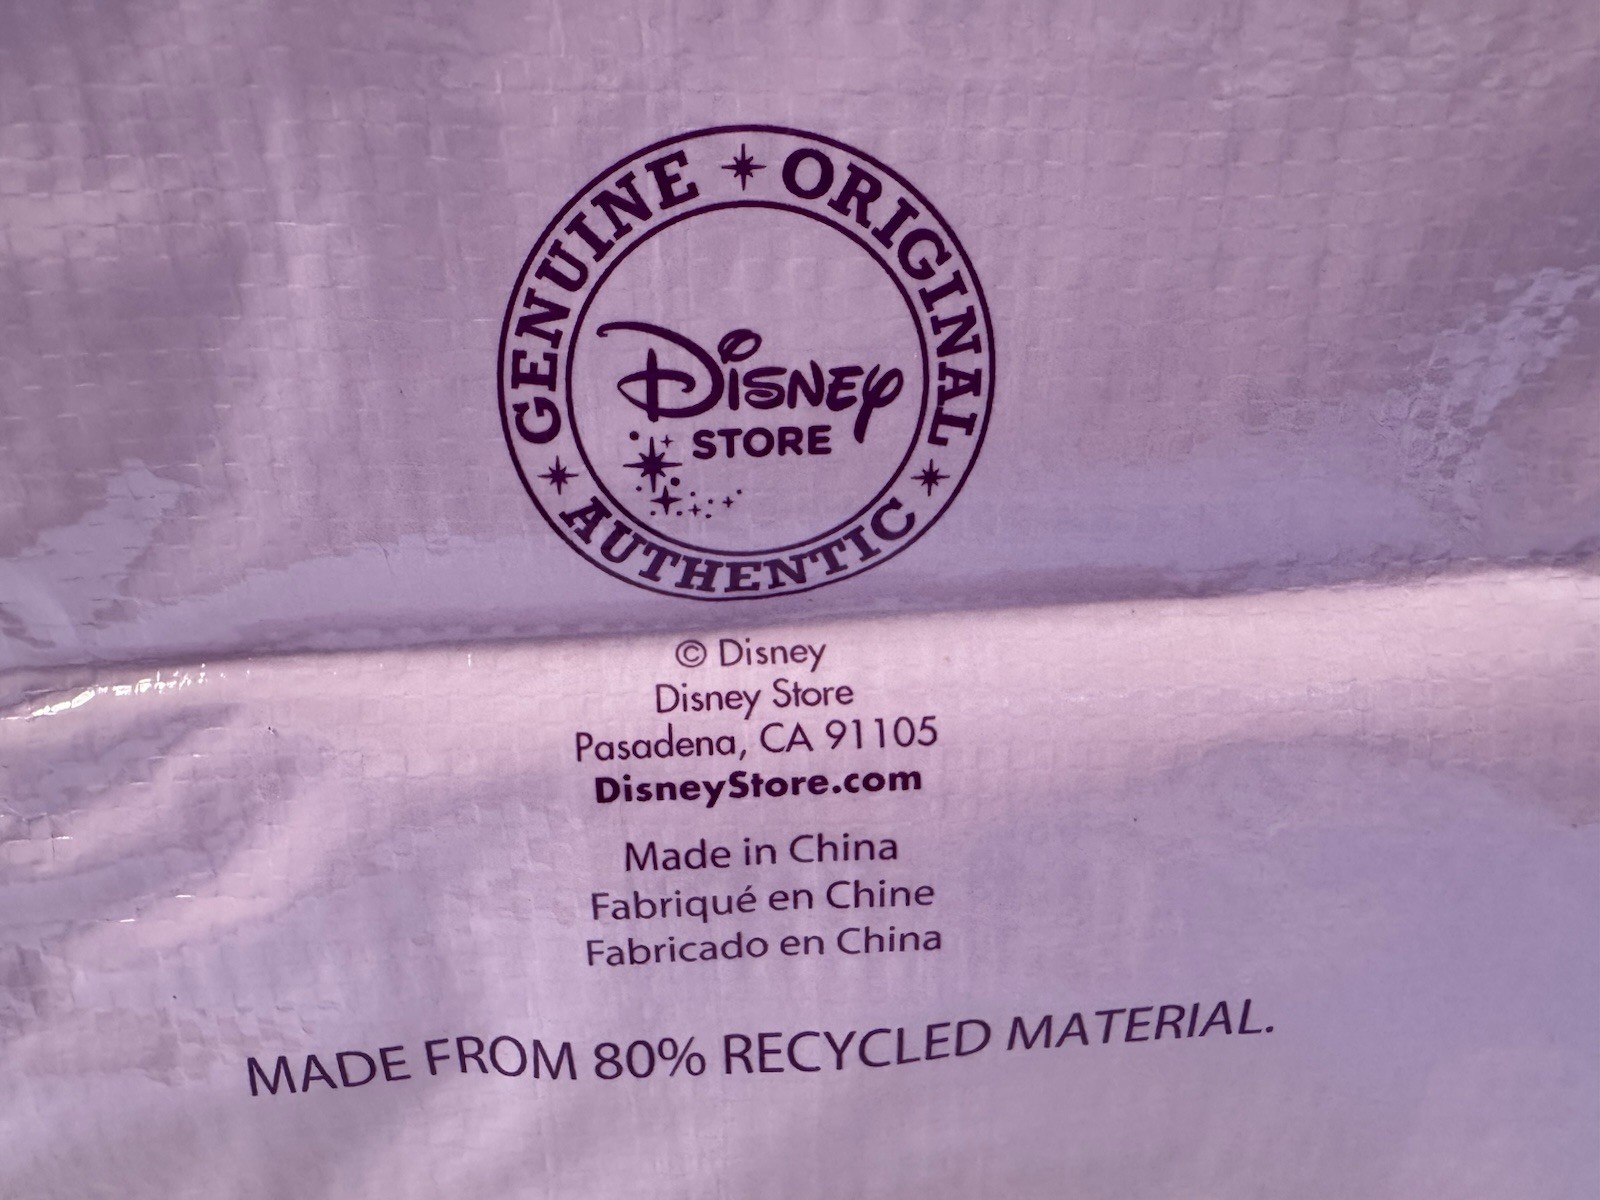 GENUINE ORIGINAL
Disney
STORE
AUTHENTIC
© Disney
Disney Store
Pasadena, CA 91105
DisneyStore.com
Made in China
Fabriqué en Chine
Fabricado en China
MADE FROM 80% RECYCLED MATERIAL.